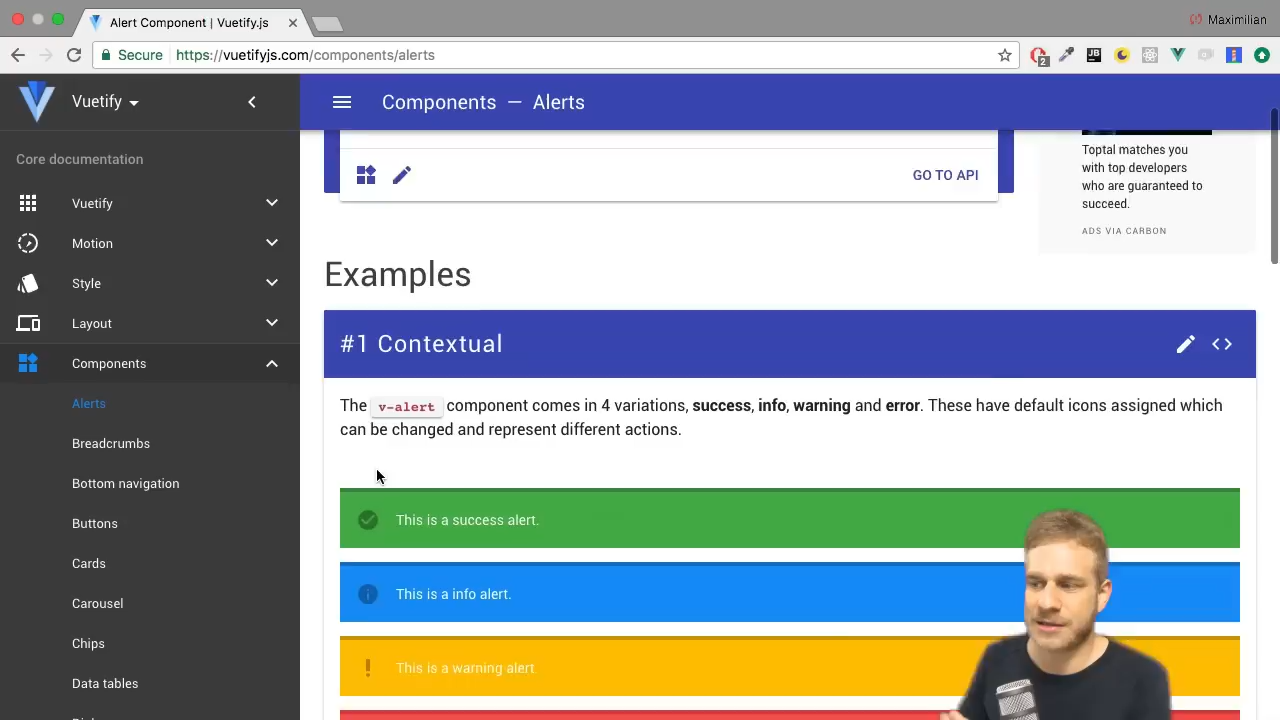 Alert Component | Vuetify.js
Maximilian
Secure
https://vuetifyjs.com/components/alerts
2
JB
Vuetify
Components — Alerts
Core documentation
Vuetify
Motion
Style
Layout
Components
Alerts
Breadcrumbs
Bottom navigation
Buttons
Cards
Carousel
Chips
Data tables
GO TO API
Toptal matches you
with top developers
who are guaranteed to
succeed.
ADS VIA CARBON
Examples
#1 Contextual
The v-alert component comes in 4 variations, success, info, warning and error. These have default icons assigned which
can be changed and represent different actions.
This is a success alert.
This is a info alert.
This is a warning alert